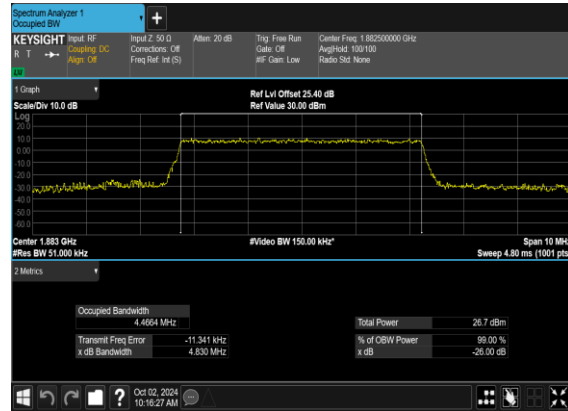 Spectrum Analyzer 1
Occupied BW
+
KEYSIGHT Input: RF
R T Coupling: DC
Align: Off
Input Z: 50 Ω
Corrections: Off
Freq Ref: Int (S)
Atten: 20 dB
Trig: Free Run
Gate: Off
#IF Gain: Low
Center Freq: 1.882500000 GHz
Avg|Hold: 100/100
Radio Std: None
LXI
1 Graph
Scale/Div 10.0 dB
Ref Lvl Offset 25.40 dB
Ref Value 30.00 dBm
Log
20.0
10.0
0.00
-10.0
-20.0
-30.0
-40.0
-50.0
-60.0
Center 1.883 GHz
#Res BW 51.000 kHz
#Video BW 150.00 kHz*
Span 10 MHz
Sweep 4.80 ms (1001 pts
2 Metrics
Occupied Bandwidth
4.4664 MHz
Total Power 26.7 dBm
Transmit Freq Error -11.341 kHz
% of OBW Power 99.00 %
x dB Bandwidth 4.830 MHz
x dB -26.00 dB
?
Oct 02, 2024
10:16:27 AM